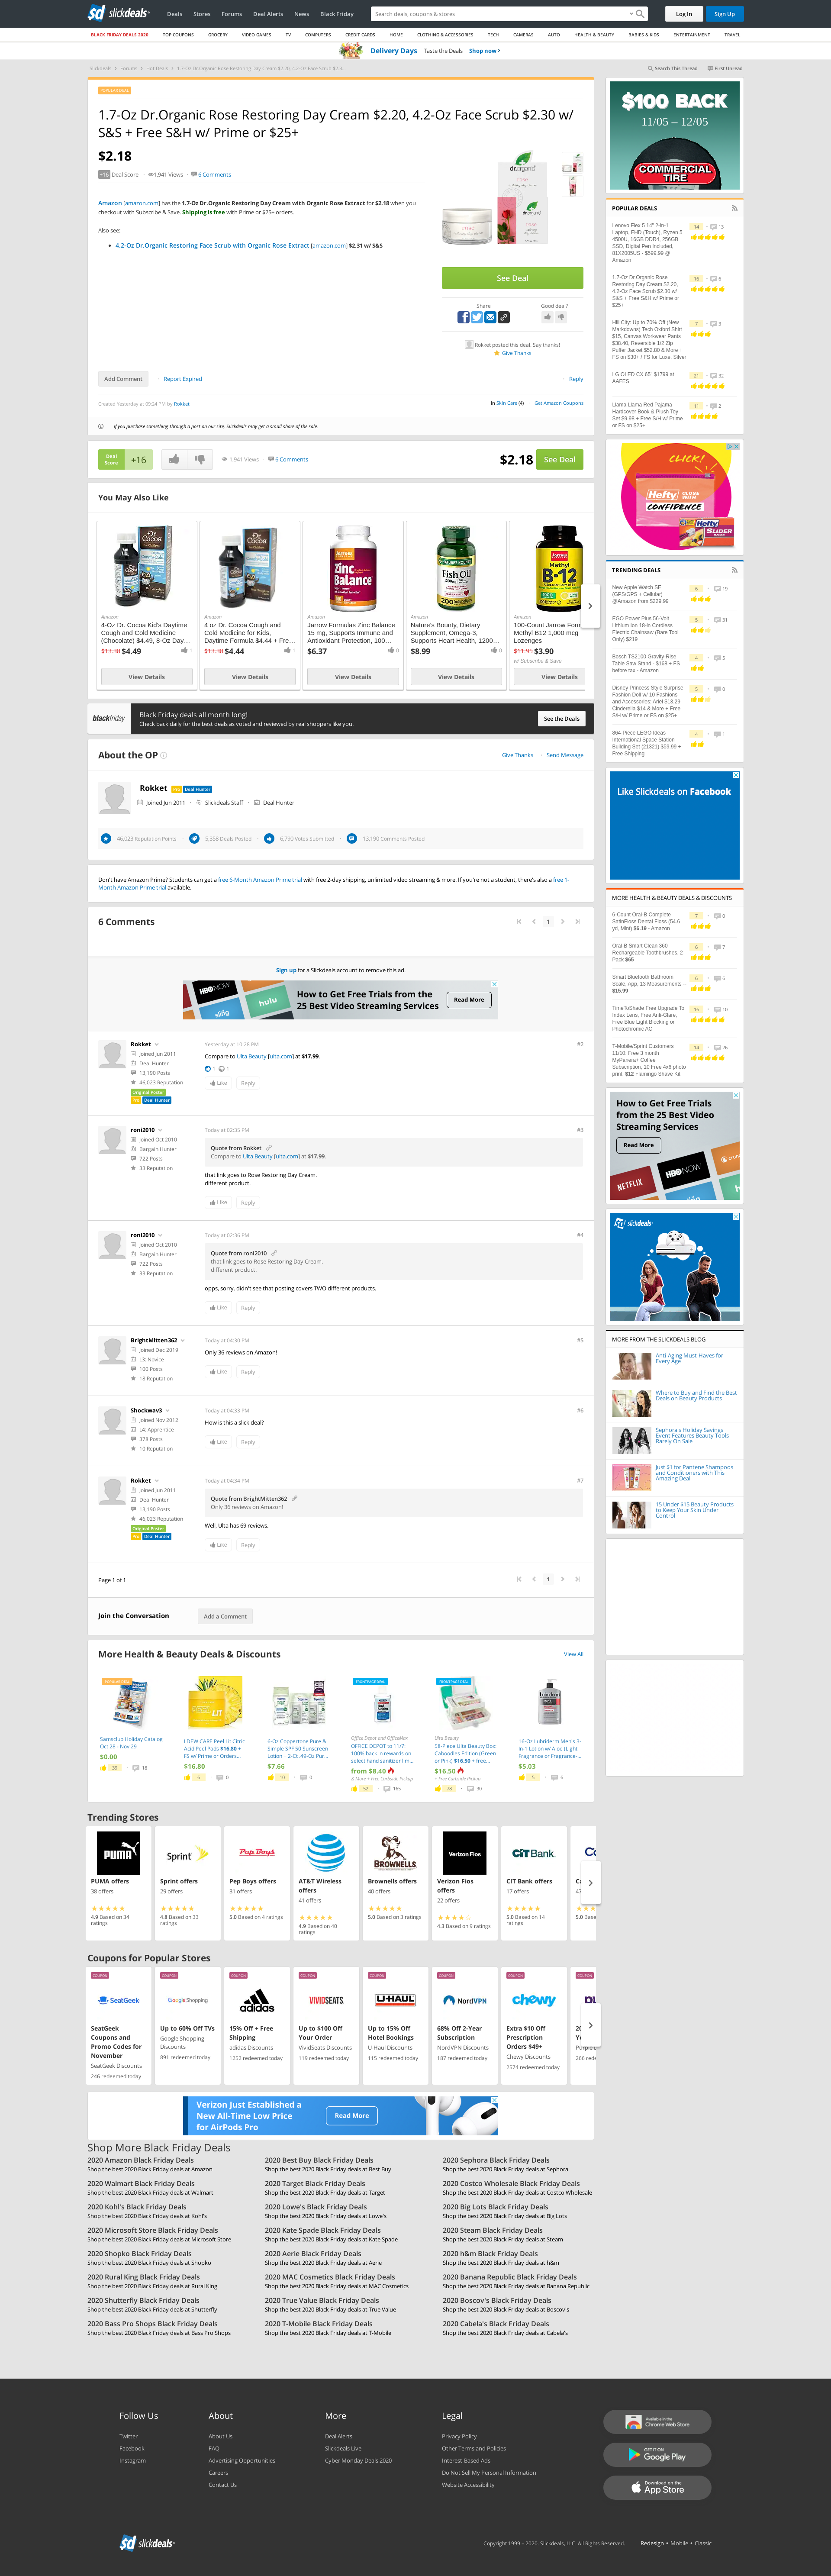 slickdeals
Deals
Stores
Forums
Deal Alerts
News
Black Friday
Search deals, coupons & stores
Log In
Sign Up
BLACK FRIDAY DEALS 2020
TOP COUPONS
GROCERY
VIDEO GAMES
TV
COMPUTERS
CREDIT CARDS
HOME
CLOTHING & ACCESSORIES
TECH
CAMERAS
AUTO
HEALTH & BEAUTY
BABIES & KIDS
ENTERTAINMENT
TRAVEL
Delivery Days
Taste the Deals
Shop now
Slickdeals > Forums > Hot Deals > 1.7-Oz Dr.Organic Rose Restoring Day Cream $2.20, 4.2-Oz Face Scrub $2.3...
Search This Thread
First Unread
POPULAR DEAL
1.7-Oz Dr.Organic Rose Restoring Day Cream $2.20, 4.2-Oz Face Scrub $2.30 w/
S&S + Free S&H w/ Prime or $25+
$2.18
+16 Deal Score
1,941 Views
6 Comments
Amazon [amazon.com] has the 1.7-Oz Dr.Organic Restoring Day Cream with Organic Rose Extract for $2.18 when you
checkout with Subscribe & Save. Shipping is free with Prime or $25+ orders.
Also see:
4.2-Oz Dr.Organic Restoring Face Scrub with Organic Rose Extract [amazon.com] $2.31 w/ S&S
See Deal
Share
Good deal?
Rokket posted this deal. Say thanks!
Give Thanks
Add Comment
Report Expired
Reply
Created Yesterday at 09:26 PM by Rokket
in Skin Care (4)
Get Amazon Coupons
If you purchase something through a post on our site, Slickdeals may get a small share of the sale.
Deal
Score
+16
1,941 Views
6 Comments
$2.18
See Deal
You May Also Like
Amazon
4-Oz Dr. Cocoa Kid's Daytime
Cough and Cold Medicine
(Chocolate) $4.49, 8-Oz Day...
$13.38 $4.49
1
View Details
Amazon
4 oz Dr. Cocoa Cough and
Cold Medicine for Kids,
Daytime Formula $4.44 + Fre...
$13.38 $4.44
1
View Details
Amazon
Jarrow Formulas Zinc Balance
15 mg, Supports Immune and
Antioxidant Protection, 100...
$6.37
0
View Details
Amazon
Nature's Bounty, Dietary
Supplement, Omega-3,
Supports Heart Health, 1200...
$8.99
0
View Details
Amazon
100-Count Jarrow Form
Methyl B12 1,000 mcg
Lozenges
$11.95 $3.90
w/ Subscribe & Save
View Details
blackfriday
Black Friday deals all month long!
Check back daily for the best deals as voted and reviewed by real shoppers like you.
See the Deals
About the OP
Give Thanks
Send Message
Rokket
Pro
Deal Hunter
Joined Jun 2011
Slickdeals Staff
Deal Hunter
46,023 Reputation Points
5,358 Deals Posted
6,790 Votes Submitted
13,190 Comments Posted
Don't have Amazon Prime? Students can get a free 6-Month Amazon Prime trial with free 2-day shipping, unlimited video streaming & more. If you're not a student, there's also a free 1-
Month Amazon Prime trial available.
6 Comments
1
Sign up for a Slickdeals account to remove this ad.
NETFLIX
HBO NOW
hulu
How to Get Free Trials from the
25 Best Video Streaming Services
Read More
Rokket
Joined Jun 2011
Deal Hunter
13,190 Posts
46,023 Reputation
Original Poster
Pro
Deal Hunter
Yesterday at 10:28 PM
#2
Compare to Ulta Beauty [ulta.com] at $17.99.
1
1
Like
Reply
roni2010
Joined Oct 2010
Bargain Hunter
722 Posts
33 Reputation
Today at 02:35 PM
#3
Quote from Rokket
Compare to Ulta Beauty [ulta.com] at $17.99.
that link goes to Rose Restoring Day Cream.
different product.
Like
Reply
roni2010
Joined Oct 2010
Bargain Hunter
722 Posts
33 Reputation
Today at 02:36 PM
#4
Quote from roni2010
that link goes to Rose Restoring Day Cream.
different product.
opps, sorry. didn't see that posting covers TWO different products.
Like
Reply
BrightMitten362
Joined Dec 2019
L3: Novice
100 Posts
18 Reputation
Today at 04:30 PM
#5
Only 36 reviews on Amazon!
Like
Reply
Shockwav3
Joined Nov 2012
L4: Apprentice
378 Posts
10 Reputation
Today at 04:33 PM
#6
How is this a slick deal?
Like
Reply
Rokket
Joined Jun 2011
Deal Hunter
13,190 Posts
46,023 Reputation
Original Poster
Pro
Deal Hunter
Today at 04:34 PM
#7
Quote from BrightMitten362
Only 36 reviews on Amazon!
Well, Ulta has 69 reviews.
Like
Reply
Page 1 of 1
1
Join the Conversation
Add a Comment
More Health & Beauty Deals & Discounts
View All
POPULAR DEAL
Samsclub Holiday Catalog
Oct 28 - Nov 29
$0.00
39
18
I DEW CARE Peel Lit Citric
Acid Peel Pads $16.80 +
FS w/ Prime or Orders...
$16.80
6
0
6-Oz Coppertone Pure &
Simple SPF 50 Sunscreen
Lotion + 2-Ct .49-Oz Pur...
$7.66
10
0
FRONTPAGE DEAL
Office Depot and OfficeMax
OFFICE DEPOT to 11/7:
100% back in rewards on
select hand sanitizer lim...
from $8.40
& More + Free Curbside Pickup
52
165
FRONTPAGE DEAL
Ulta Beauty
58-Piece Ulta Beauty Box:
Caboodles Edition (Green
or Pink) $16.50 + free...
$16.50
+ Free Curbside Pickup
79
30
16-Oz Lubriderm Men's 3-
In-1 Lotion w/ Aloe (Light
Fragrance or Fragrance-...
$5.03
5
6
Trending Stores
PUMA
PUMA offers
38 offers
4.9 Based on 34
ratings
Sprint
Sprint offers
29 offers
4.8 Based on 33
ratings
Pep Boys
Pep Boys offers
31 offers
5.0 Based on 4 ratings
AT&T
AT&T Wireless
offers
41 offers
4.9 Based on 40
ratings
BROWNELLS
Brownells offers
40 offers
5.0 Based on 3 ratings
Verizon Fios
Verizon Fios
offers
22 offers
4.3 Based on 9 ratings
CIT Bank
CIT Bank offers
17 offers
5.0 Based on 14
ratings
Coupons for Popular Stores
COUPON
SeatGeek
SeatGeek
Coupons and
Promo Codes for
November
SeatGeek Discounts
246 redeemed today
COUPON
Google Shopping
Up to 60% Off TVs
Google Shopping
Discounts
891 redeemed today
COUPON
adidas
15% Off + Free
Shipping
adidas Discounts
1252 redeemed today
COUPON
VIVIDSEATS
Up to $100 Off
Your Order
VividSeats Discounts
119 redeemed today
COUPON
U-HAUL
Up to 15% Off
Hotel Bookings
U-Haul Discounts
115 redeemed today
COUPON
NordVPN
68% Off 2-Year
Subscription
NordVPN Discounts
187 redeemed today
COUPON
chewy
Extra $10 Off
Prescription
Orders $49+
Chewy Discounts
2574 redeemed today
COUPON
Verizon Just Established a
New All-Time Low Price
for AirPods Pro
Read More
Shop More Black Friday Deals
2020 Amazon Black Friday Deals
Shop the best 2020 Black Friday deals at Amazon
2020 Best Buy Black Friday Deals
Shop the best 2020 Black Friday deals at Best Buy
2020 Sephora Black Friday Deals
Shop the best 2020 Black Friday deals at Sephora
2020 Walmart Black Friday Deals
Shop the best 2020 Black Friday deals at Walmart
2020 Target Black Friday Deals
Shop the best 2020 Black Friday deals at Target
2020 Costco Wholesale Black Friday Deals
Shop the best 2020 Black Friday deals at Costco Wholesale
2020 Kohl's Black Friday Deals
Shop the best 2020 Black Friday deals at Kohl's
2020 Lowe's Black Friday Deals
Shop the best 2020 Black Friday deals at Lowe's
2020 Big Lots Black Friday Deals
Shop the best 2020 Black Friday deals at Big Lots
2020 Microsoft Store Black Friday Deals
Shop the best 2020 Black Friday deals at Microsoft Store
2020 Kate Spade Black Friday Deals
Shop the best 2020 Black Friday deals at Kate Spade
2020 Steam Black Friday Deals
Shop the best 2020 Black Friday deals at Steam
2020 Shopko Black Friday Deals
Shop the best 2020 Black Friday deals at Shopko
2020 Aerie Black Friday Deals
Shop the best 2020 Black Friday deals at Aerie
2020 h&m Black Friday Deals
Shop the best 2020 Black Friday deals at h&m
2020 Rural King Black Friday Deals
Shop the best 2020 Black Friday deals at Rural King
2020 MAC Cosmetics Black Friday Deals
Shop the best 2020 Black Friday deals at MAC Cosmetics
2020 Banana Republic Black Friday Deals
Shop the best 2020 Black Friday deals at Banana Republic
2020 Shutterfly Black Friday Deals
Shop the best 2020 Black Friday deals at Shutterfly
2020 True Value Black Friday Deals
Shop the best 2020 Black Friday deals at True Value
2020 Boscov's Black Friday Deals
Shop the best 2020 Black Friday deals at Boscov's
2020 Bass Pro Shops Black Friday Deals
Shop the best 2020 Black Friday deals at Bass Pro Shops
2020 T-Mobile Black Friday Deals
Shop the best 2020 Black Friday deals at T-Mobile
2020 Cabela's Black Friday Deals
Shop the best 2020 Black Friday deals at Cabela's
$100 BACK
11/05 – 12/05
COMMERCIAL
TIRE
POPULAR DEALS
Lenovo Flex 5 14" 2-in-1
Laptop, FHD (Touch), Ryzen 5
4500U, 16GB DDR4, 256GB
SSD, Digital Pen Included,
81X2005US - $599.99 @
Amazon
14
13
1.7-Oz Dr.Organic Rose
Restoring Day Cream $2.20,
4.2-Oz Face Scrub $2.30 w/
S&S + Free S&H w/ Prime or
$25+
16
6
Hill City: Up to 70% Off (New
Markdowns) Tech Oxford Shirt
$15, Canvas Workwear Pants
$38.40, Reversible 1/2 Zip
Puffer Jacket $52.80 & More +
FS on $30+ / FS for Luxe, Silver
7
3
LG OLED CX 65" $1799 at
AAFES
21
32
Llama Llama Red Pajama
Hardcover Book & Plush Toy
Set $9.86 + Free S/H w/ Prime
or FS on $25+
11
2
CLICK!
Hefty
CLOSE WITH
CONFIDENCE
Hefty
SLIDER
BAGS
TRENDING DEALS
New Apple Watch SE
(GPS/GPS + Cellular)
@Amazon from $229.99
6
19
EGO Power Plus 56-Volt
Lithium Ion 18-in Cordless
Electric Chainsaw (Bare Tool
Only) $219
5
31
Bosch TS2100 Gravity-Rise
Table Saw Stand - $168 + FS
before tax - Amazon
4
5
Disney Princess Style Surprise
Fashion Doll w/ 10 Fashions
and Accessories: Ariel $13.29
Cinderella $14 & More + Free
S/H w/ Prime or FS on $25+
5
0
864-Piece LEGO Ideas
International Space Station
Building Set (21321) $59.99 +
Free Shipping
4
1
Like Slickdeals on Facebook
MORE HEALTH & BEAUTY DEALS & DISCOUNTS
6-Count Oral-B Complete
SatinFloss Dental Floss (54.6
yd, Mint) $6.19 - Amazon
7
0
Oral-B Smart Clean 360
Rechargeable Toothbrushes, 2-
Pack $65
6
7
Smart Bluetooth Bathroom
Scale, App, 13 Measurements –
$15.99
6
6
TimeToShade Free Upgrade To
Index Lens, Free Anti-Glare,
Free Blue Light Blocking or
Photochromic AC
16
10
T-Mobile/Sprint Customers
11/10: Free 3 month
MyPanera+ Coffee
Subscription, 10 Free 4x6 photo
print, $12 Flamingo Shave Kit
14
26
How to Get Free Trials
from the 25 Best Video
Streaming Services
Read More
NETFLIX
HBO NOW
hulu
slickdeals
MORE FROM THE SLICKDEALS BLOG
Anti-Aging Must-Haves for
Every Age
Where to Buy and Find the Best
Deals on Beauty Products
Sephora's Holiday Savings
Event Features Beauty Tools
Rarely On Sale
Just $1 for Pantene Shampoos
and Conditioners with This
Amazing Deal
15 Under $15 Beauty Products
to Keep Your Skin Under
Control
Follow Us
Twitter
Facebook
Instagram
About
About Us
FAQ
Advertising Opportunities
Careers
Contact Us
More
Deal Alerts
Slickdeals Live
Cyber Monday Deals 2020
Legal
Privacy Policy
Other Terms and Policies
Interest-Based Ads
Do Not Sell My Personal Information
Website Accessibility
Available in the
Chrome Web Store
GET IT ON
Google Play
Download on the
App Store
slickdeals
Copyright 1999 – 2020. Slickdeals, LLC. All Rights Reserved.
Redesign • Mobile • Classic